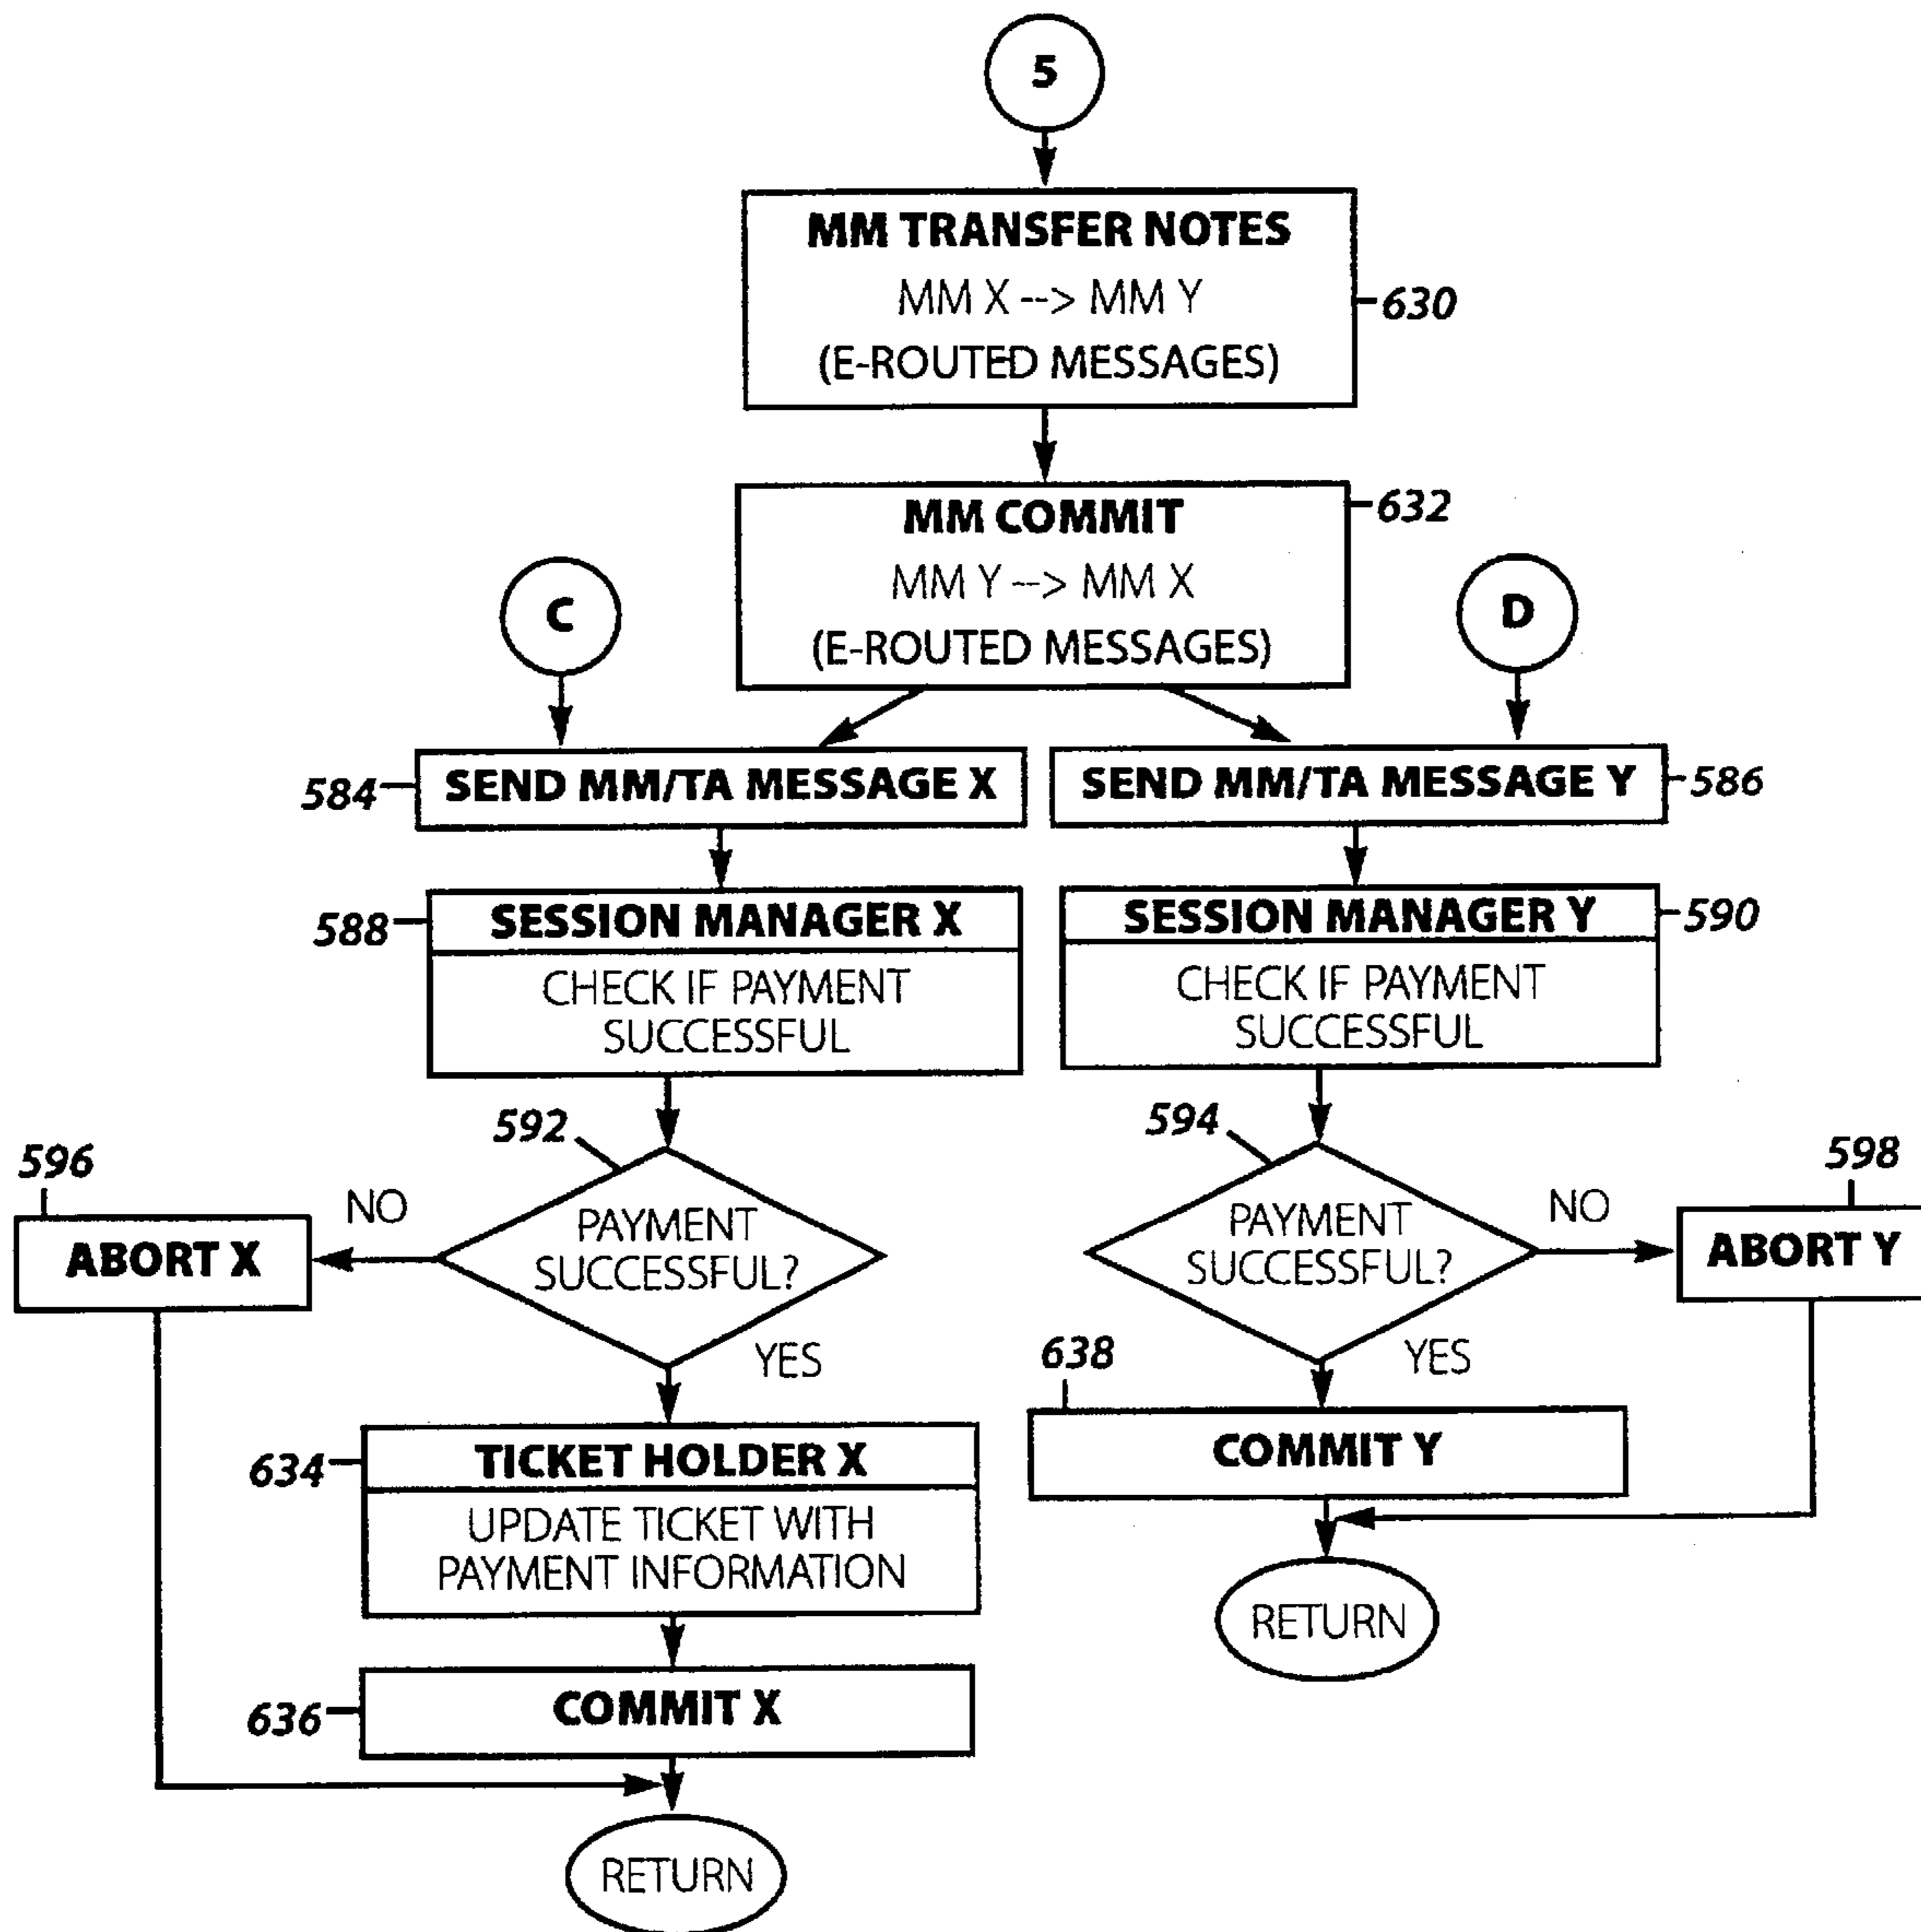 5
MM TRANSFER NOTES
MM X --> MM Y
(E-ROUTED MESSAGES)
630
MM COMMIT
MM Y --> MM X
(E-ROUTED MESSAGES)
632
C
D
584
SEND MM/TA MESSAGE X
SEND MM/TA MESSAGE Y
586
588
SESSION MANAGER X
CHECK IF PAYMENT
SUCCESSFUL
SESSION MANAGER Y
CHECK IF PAYMENT
SUCCESSFUL
590
592
594
596
598
NO
PAYMENT
SUCCESSFUL?
PAYMENT
SUCCESSFUL?
NO
ABORT X
ABORT Y
YES
638
YES
634
TICKET HOLDER X
UPDATE TICKET WITH
PAYMENT INFORMATION
COMMIT Y
RETURN
636
COMMIT X
RETURN